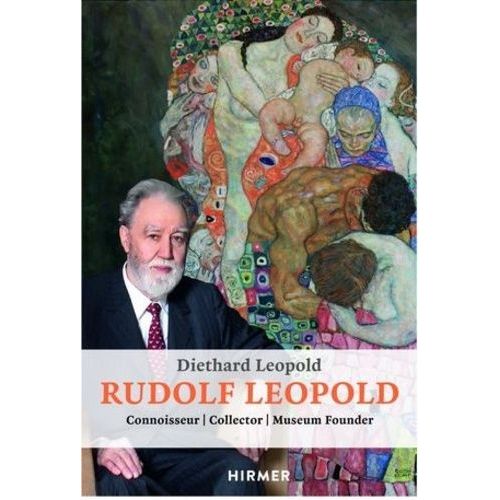 Diethard Leopold
RUDOLF LEOPOLD
Connoisseur | Collector | Museum Founder
HIRMER